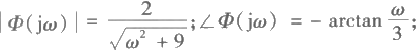 |Φ(jω)| = 2/√(ω² + 9); ∠Φ(jω) = − arctan ω/3;